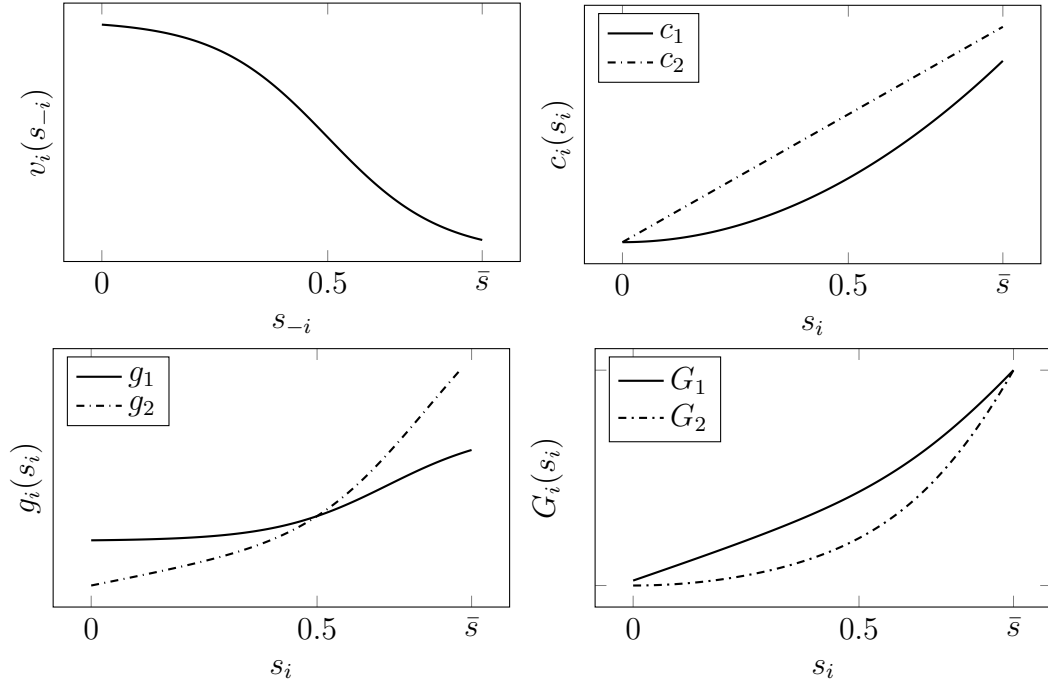 v_i(s_{-i})
0
0.5
s̄
s_{-i}
c_1
c_2
c_i(s_i)
0
0.5
s̄
s_i
g_1
g_2
g_i(s_i)
0
0.5
s̄
s_i
G_1
G_2
G_i(s_i)
0
0.5
s̄
s_i